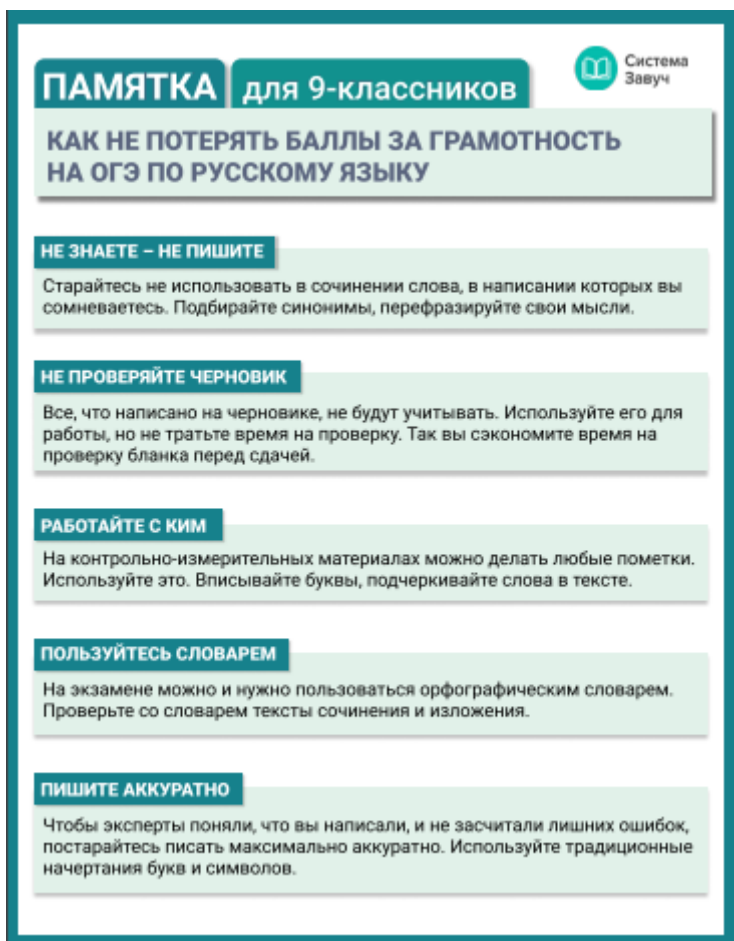 Система
Завуч
ПАМЯТКА для 9-классников
КАК НЕ ПОТЕРЯТЬ БАЛЛЫ ЗА ГРАМОТНОСТЬ
НА ОГЭ ПО РУССКОМУ ЯЗЫКУ
НЕ ЗНАЕТЕ – НЕ ПИШИТЕ
Старайтесь не использовать в сочинении слова, в написании которых вы
сомневаетесь. Подбирайте синонимы, перефразируйте свои мысли.
НЕ ПРОВЕРЯЙТЕ ЧЕРНОВИК
Все, что написано на черновике, не будут учитывать. Используйте его для
работы, но не тратьте время на проверку. Так вы сэкономите время на
проверку бланка перед сдачей.
РАБОТАЙТЕ С КИМ
На контрольно-измерительных материалах можно делать любые пометки.
Используйте это. Вписывайте буквы, подчеркивайте слова в тексте.
ПОЛЬЗУЙТЕСЬ СЛОВАРЕМ
На экзамене можно и нужно пользоваться орфографическим словарем.
Проверьте со словарем тексты сочинения и изложения.
ПИШИТЕ АККУРАТНО
Чтобы эксперты поняли, что вы написали, и не засчитали лишних ошибок,
постарайтесь писать максимально аккуратно. Используйте традиционные
начертания букв и символов.